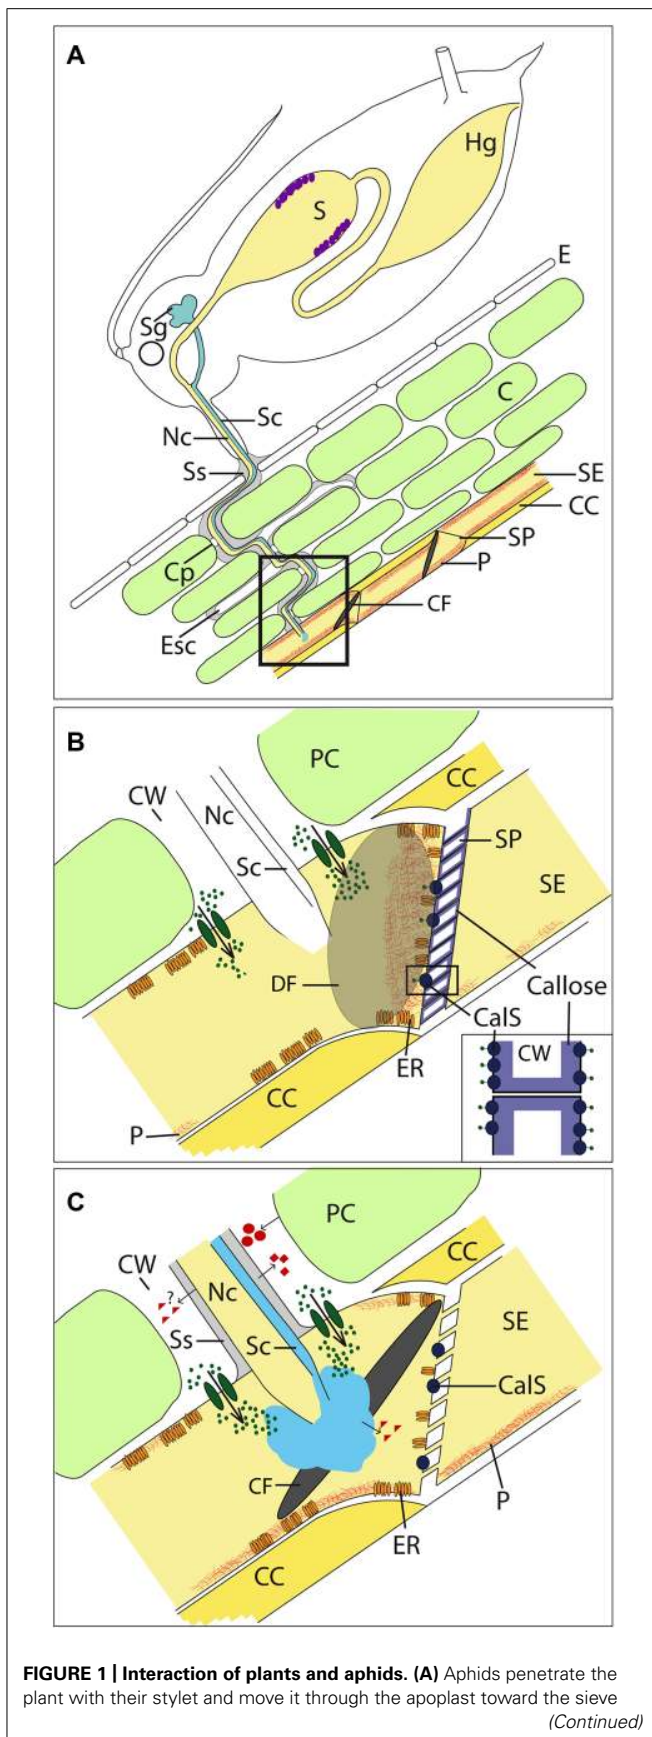 A
Hg
S
E
Sg
C
Sc
Nc
Ss
SE
CC
SP
P
Cp
CF
Esc
B
PC
CC
CW
Nc
SP
Sc
SE
DF
Callose
CalS
CW
ER
CC
P
C
PC
CC
CW
?
Nc
SE
Ss
Sc
CalS
CF
P
ER
CC
FIGURE 1 | Interaction of plants and aphids. (A) Aphids penetrate the
plant with their stylet and move it through the apoplast toward the sieve
(Continued)